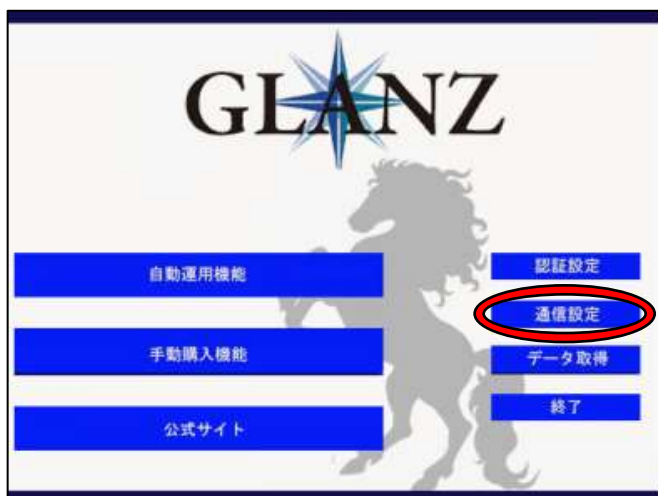 GLANZ
自動運用機能
手動購入機能
公式サイト
認証設定
通信設定
データ取得
終了